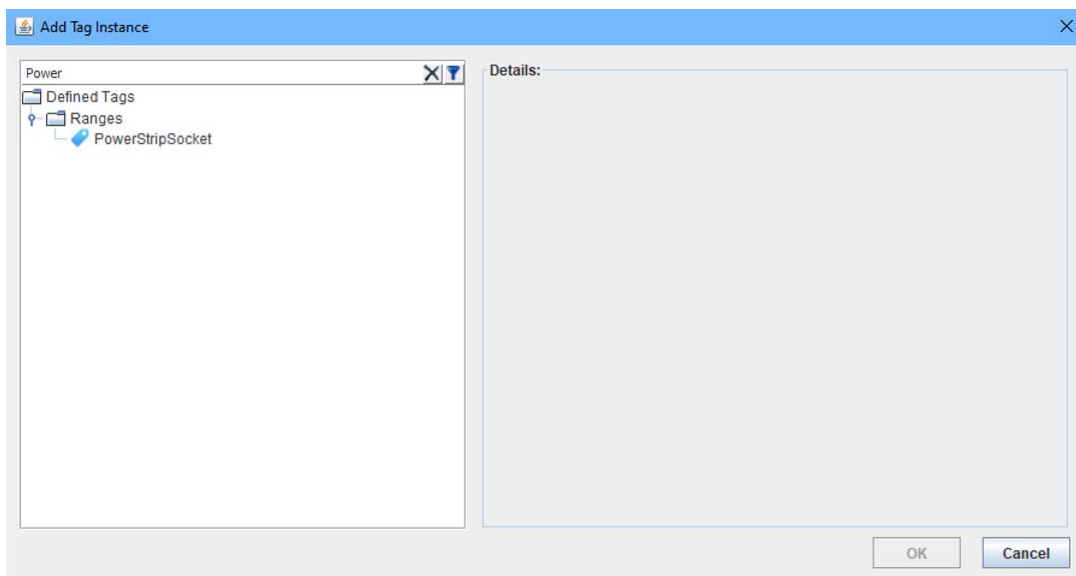 Add Tag Instance
Power
Details:
Defined Tags
Ranges
PowerStripSocket
OK
Cancel